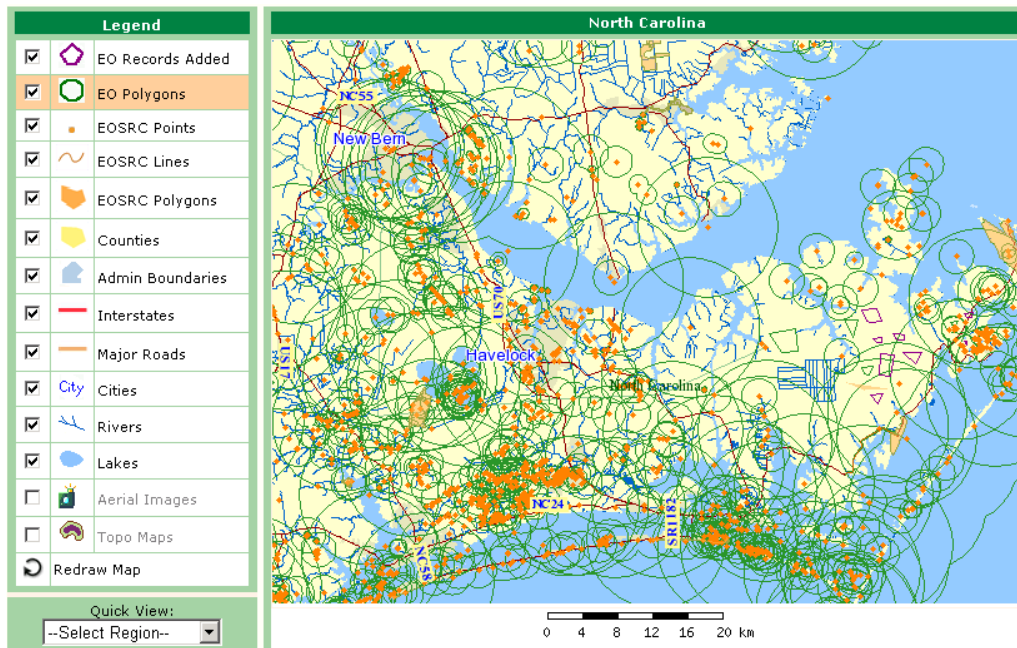 Legend
EO Records Added
EO Polygons
EOSRC Points
EOSRC Lines
EOSRC Polygons
Counties
Admin Boundaries
Interstates
Major Roads
City Cities
Rivers
Lakes
Aerial Images
Topo Maps
Redraw Map
Quick View:
--Select Region--
North Carolina
NC55
New Bern
US70
US17
Havelock
North Carolina
NC24
SR1182
NC58
0 4 8 12 16 20 km